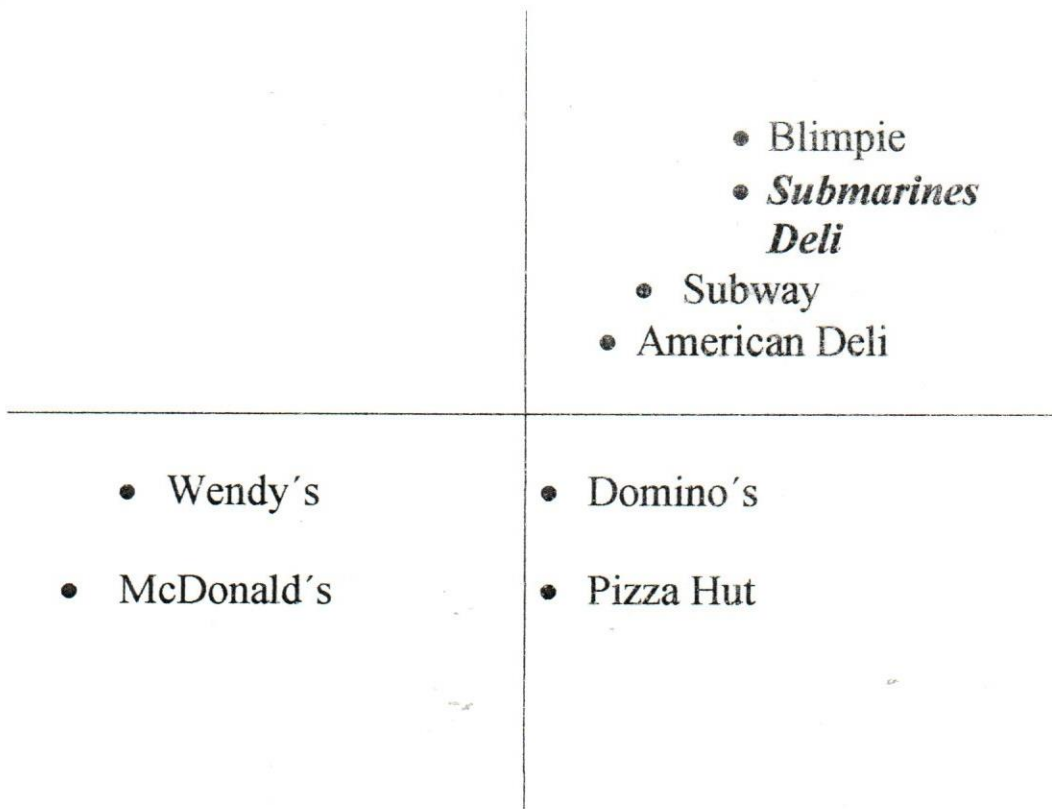 • Blimpie
• Submarines
Deli
• Subway
• American Deli
• Wendy´s
• Domino´s
• McDonald´s
• Pizza Hut